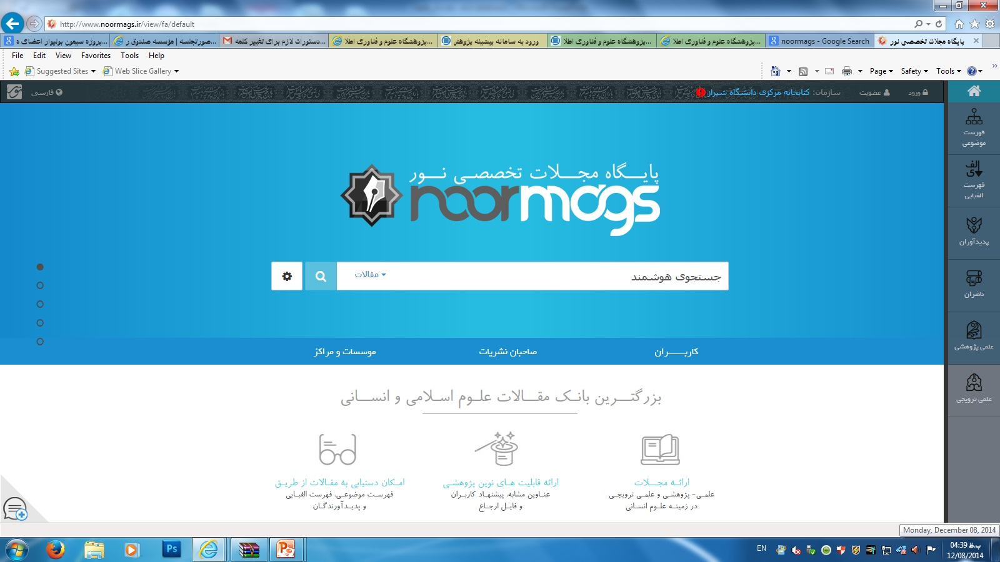 http://www.noormags.ir/view/fa/default
پروژه سیمون بولیوار اعضای ه...
صورتجلسه | مؤسسه صندوق ر...
دستورات لازم برای تغییر کلمه...
پژوهشگاه علوم و فناوری اطلا...
ورود به سامانه پیشینه پژوهش
پژوهشگاه علوم و فناوری اطلا...
پژوهشگاه علوم و فناوری اطلا...
noormags - Google Search
پایگاه مجلات تخصصی نور
File Edit View Favorites Tools Help
Suggested Sites Web Slice Gallery Page Safety Tools
ورود عضویت سازمان: کتابخانه مرکزی دانشگاه شیراز فارسی
فهرست
موضوعی
الف
ی
فهرست
الفبایی
پدیدآوران
ناشران
علمی پژوهشی
علمی ترویجی
پایگاه مجلات تخصصی نور
noormags
جستجوی هوشمند مقالات
کاربران صاحبان نشریات موسسات و مراکز
بزرگترین بانک مقالات علوم اسلامی و انسانی
ارائه مجلات
علمی- پژوهشی و علمی ترویجی
در زمینه علوم انسانی
ارائه قابلیت های نوین پژوهشی
عناوین مشابه، پیشنهاد کاربران
و فایل ارجاع
امکان دستیابی به مقالات از طریق
فهرست موضوعی، فهرست الفبایی
و پدیدآورندگان
Monday, December 08, 2014
Ps
EN
04:39 ب.ظ
12/08/2014